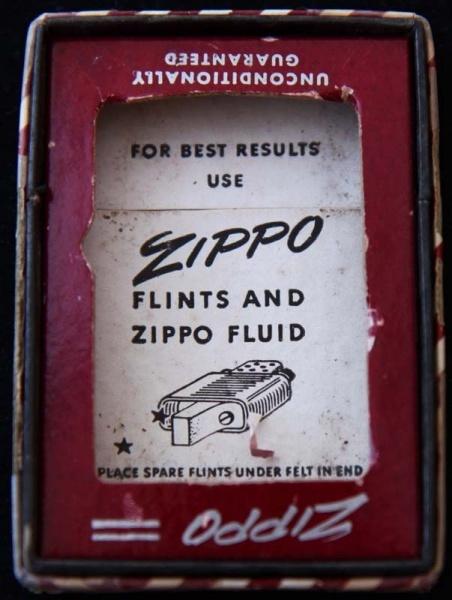 UNCONDITIONALLY
GUARANTEED
FOR BEST RESULTS
USE
ZIPPO
FLINTS AND
ZIPPO FLUID
PLACE SPARE FLINTS UNDER FELT IN END
ZIPPO